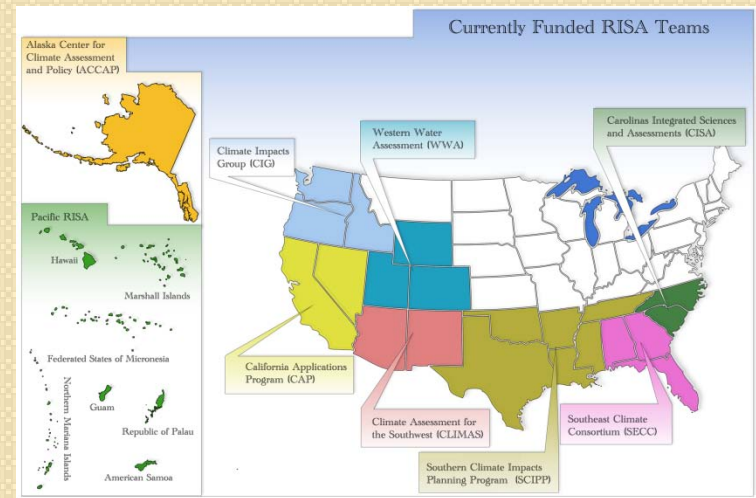 Currently Funded RISA Teams
Alaska Center for
Climate Assessment
and Policy (ACCAP)
Carolinas Integrated Sciences
and Assessments (CISA)
Western Water
Assessment (WWA)
Climate Impacts
Group (CIG)
Pacific RISA
Hawaii
Marshall Islands
Federated States of Micronesia
Northern Mariana Islands
Guam
Republic of Palau
American Samoa
California Applications
Program (CAP)
Climate Assessment for
the Southwest (CLIMAS)
Southeast Climate
Consortium (SECC)
Southern Climate Impacts
Planning Program (SCIPP)